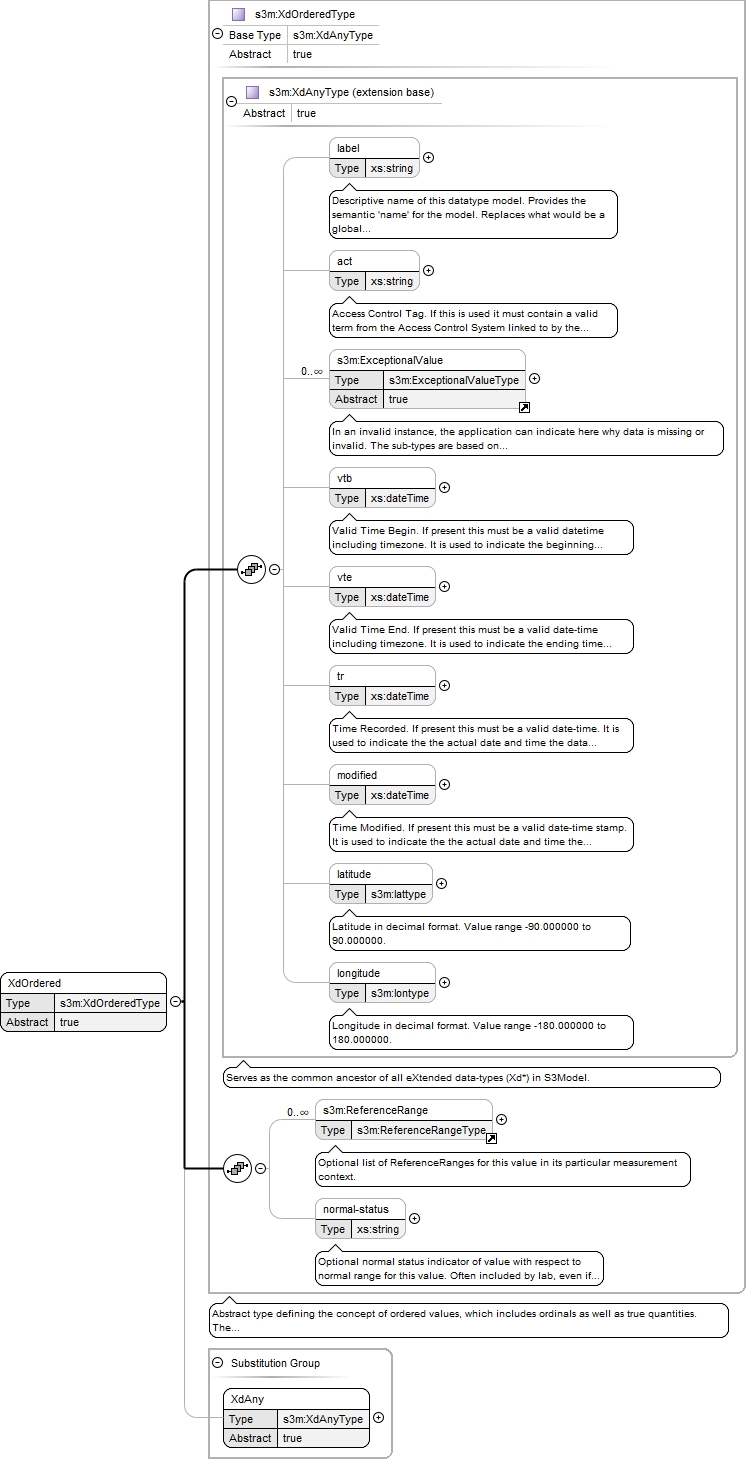 s3m:XdOrderedType
Base Type s3m:XdAnyType
Abstract true
s3m:XdAnyType (extension base)
Abstract true
label
Type xs:string
Descriptive name of this datatype model. Provides the
semantic 'name' for the model. Replaces what would be a
global...
act
Type xs:string
Access Control Tag. If this is used it must contain a valid
term from the Access Control System linked to by the...
0..∞
s3m:ExceptionalValue
Type s3m:ExceptionalValueType
Abstract true
In an invalid instance, the application can indicate here why data is missing or
invalid. The sub-types are based on...
vtb
Type xs:dateTime
Valid Time Begin. If present this must be a valid datetime
including timezone. It is used to indicate the beginning...
vte
Type xs:dateTime
Valid Time End. If present this must be a valid date-time
including timezone. It is used to indicate the ending time...
tr
Type xs:dateTime
Time Recorded. If present this must be a valid date-time. It is
used to indicate the the actual date and time the data...
modified
Type xs:dateTime
Time Modified. If present this must be a valid date-time stamp.
It is used to indicate the the actual date and time the...
latitude
Type s3m:lattype
Latitude in decimal format. Value range -90.000000 to
90.000000.
longitude
Type s3m:lontype
Longitude in decimal format. Value range -180.000000 to
180.000000.
XdOrdered
Type s3m:XdOrderedType
Abstract true
Serves as the common ancestor of all eXtended data-types (Xd*) in S3Model.
0..∞
s3m:ReferenceRange
Type s3m:ReferenceRangeType
Optional list of ReferenceRanges for this value in its particular measurement
context.
normal-status
Type xs:string
Optional normal status indicator of value with respect to
normal range for this value. Often included by lab, even if...
Abstract type defining the concept of ordered values, which includes ordinals as well as true quantities.
The...
Substitution Group
XdAny
Type s3m:XdAnyType
Abstract true